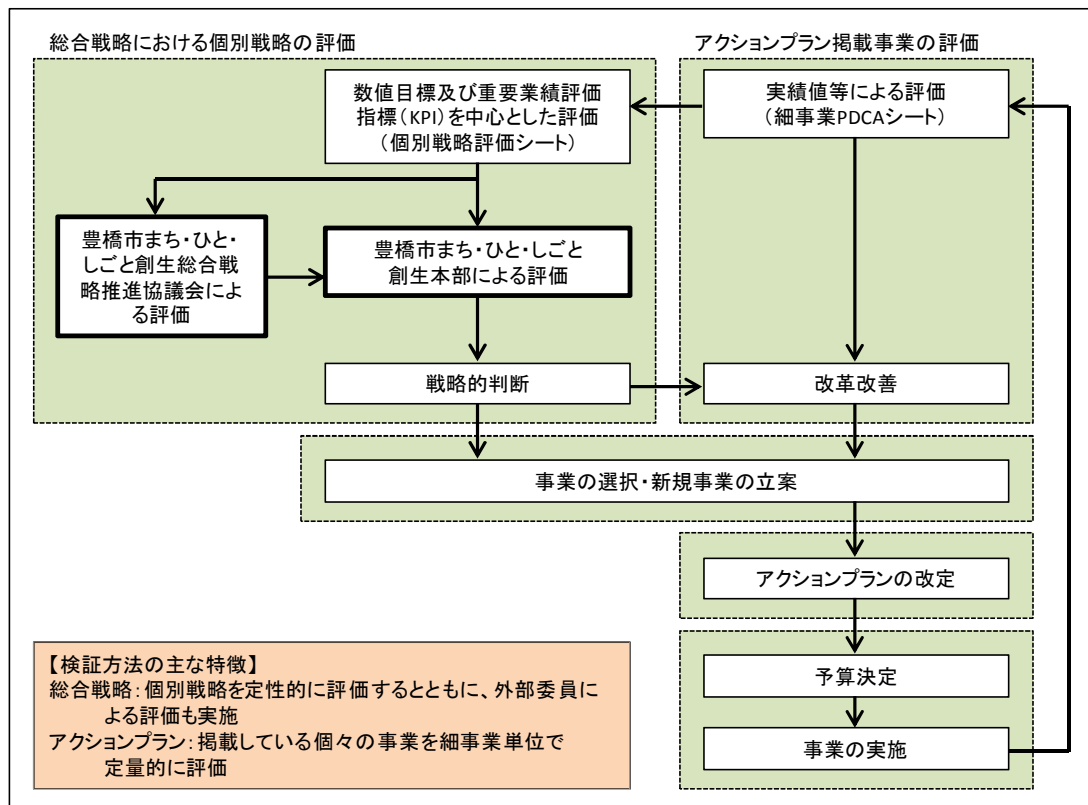 総合戦略における個別戦略の評価
アクションプラン掲載事業の評価
数値目標及び重要業績評価
指標(KPI)を中心とした評価
(個別戦略評価シート)
実績値等による評価
(細事業PDCAシート)
豊橋市まち・ひと・
しごと創生総合戦
略推進協議会によ
る評価
豊橋市まち・ひと・しごと
創生本部による評価
戦略的判断
改革改善
事業の選択・新規事業の立案
アクションプランの改定
予算決定
事業の実施
【検証方法の主な特徴】
総合戦略:個別戦略を定性的に評価するとともに、外部委員に
よる評価も実施
アクションプラン:掲載している個々の事業を細事業単位で
定量的に評価